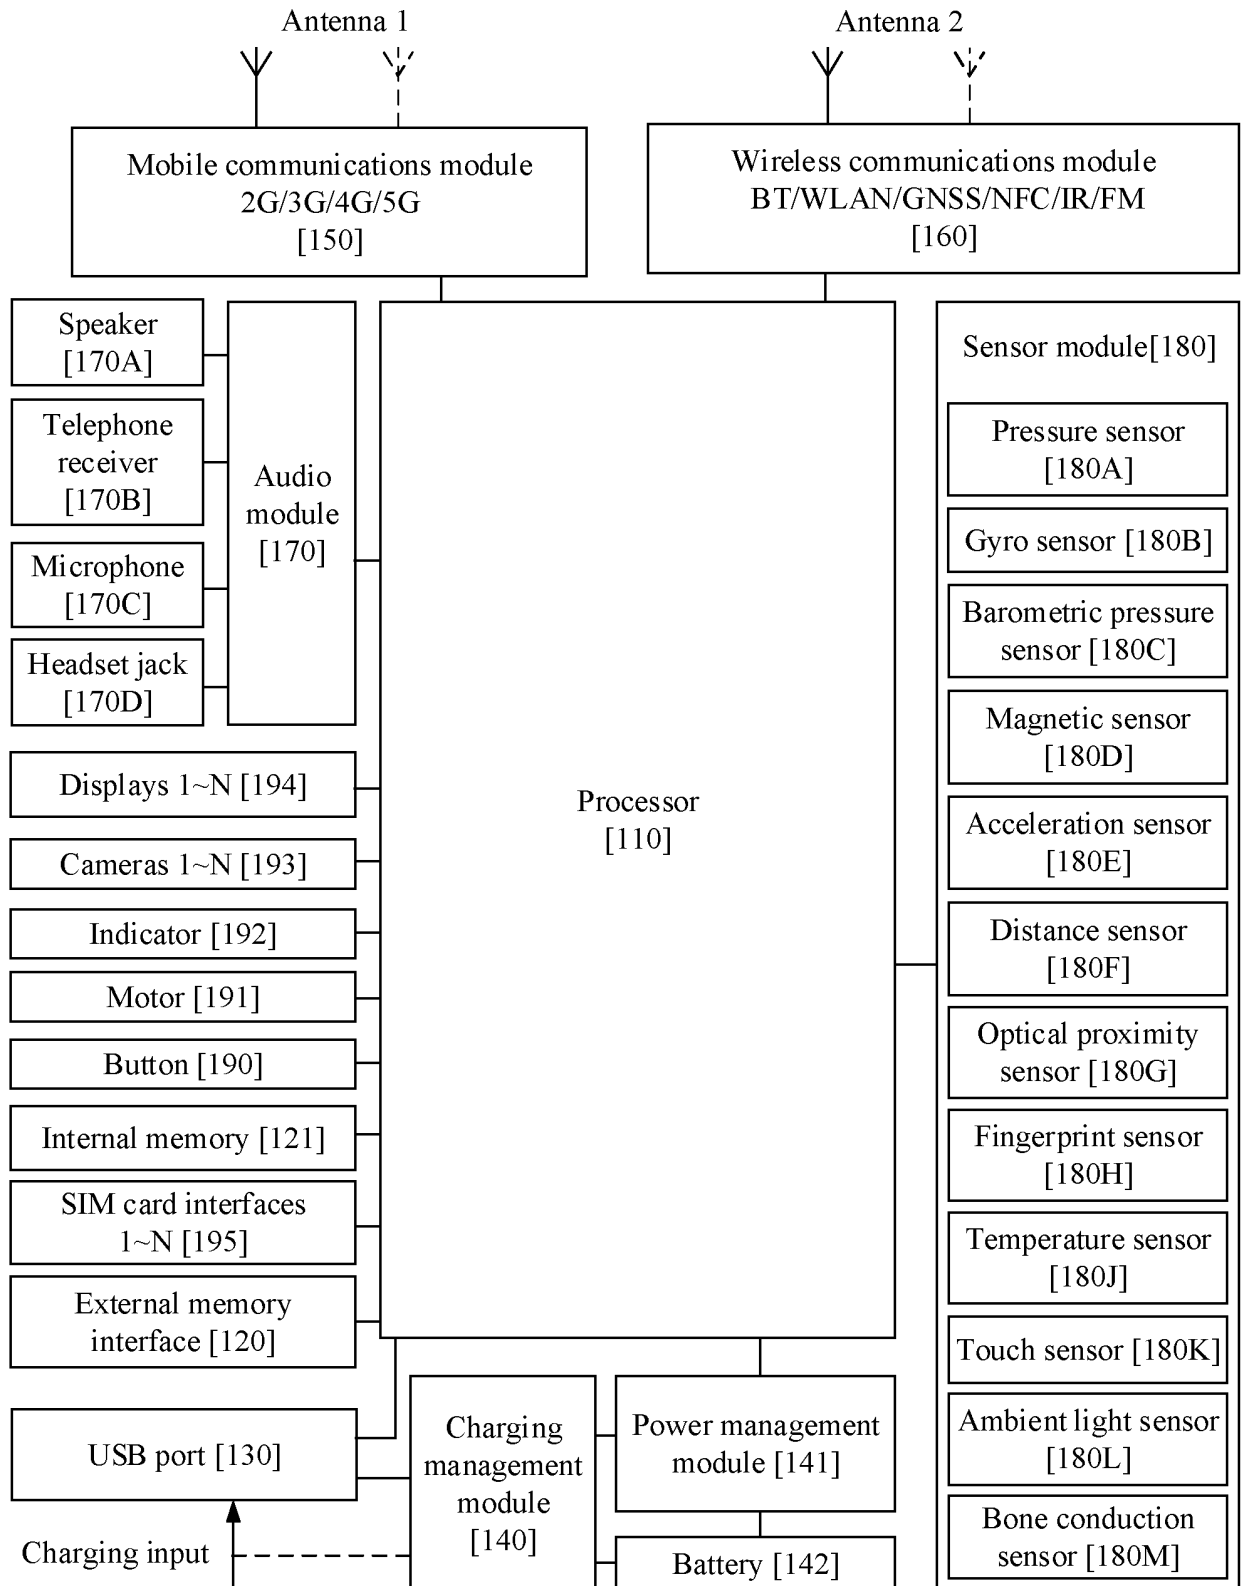 Antenna 1
Antenna 2
Mobile communications module
2G/3G/4G/5G
[150]
Wireless communications module
BT/WLAN/GNSS/NFC/IR/FM
[160]
Speaker
[170A]
Telephone
receiver
[170B]
Microphone
[170C]
Headset jack
[170D]
Audio
module
[170]
Displays 1~N [194]
Cameras 1~N [193]
Indicator [192]
Motor [191]
Button [190]
Internal memory [121]
SIM card interfaces
1~N [195]
External memory
interface [120]
Processor
[110]
Sensor module[180]
Pressure sensor
[180A]
Gyro sensor [180B]
Barometric pressure
sensor [180C]
Magnetic sensor
[180D]
Acceleration sensor
[180E]
Distance sensor
[180F]
Optical proximity
sensor [180G]
Fingerprint sensor
[180H]
Temperature sensor
[180J]
Touch sensor [180K]
Ambient light sensor
[180L]
Bone conduction
sensor [180M]
USB port [130]
Charging input
Charging
management
module
[140]
Power management
module [141]
Battery [142]